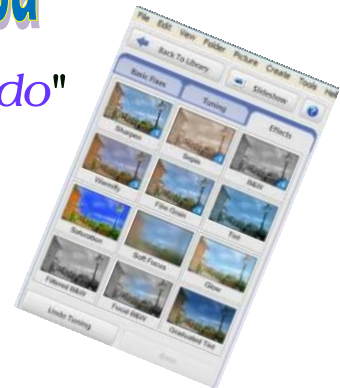 do"
File Edit View Folder Picture Create Tools Help
Back To Library
Slideshow
Basic Fixes
Tuning
Effects
Sharpen
Sepia
B&W
Warmify
Film Grain
Tint
Saturation
Soft Focus
Glow
Filtered B&W
Focal B&W
Graduated Tint
Undo Tuning